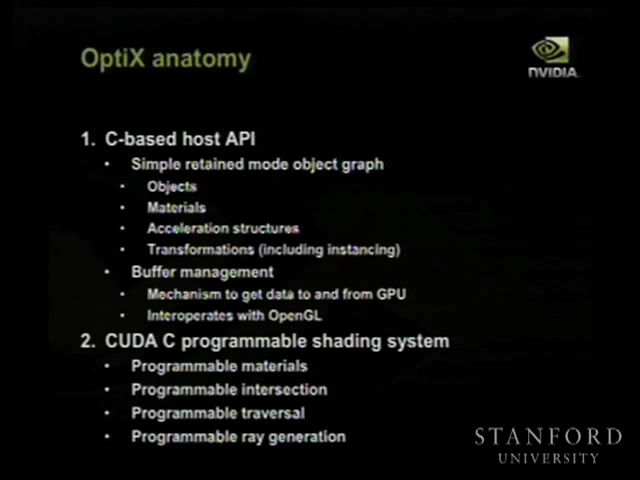 OptiX anatomy
NVIDIA
1. C-based host API
• Simple retained mode object graph
• Objects
• Materials
• Acceleration structures
• Transformations (including instancing)
• Buffer management
• Mechanism to get data to and from GPU
• Interoperates with OpenGL
2. CUDA C programmable shading system
• Programmable materials
• Programmable intersection
• Programmable traversal
• Programmable ray generation
STANFORD
UNIVERSITY